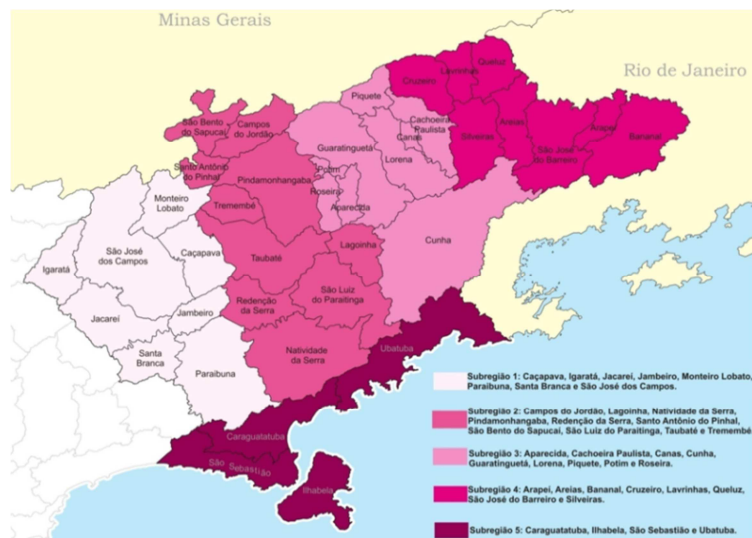 Minas Gerais
Rio de Janeiro
Queluz
Lavrinhas
Cruzeiro
Piquete
Cachoeira
Paulista
Canas
Silveiras
Areias
Arapeí
Bananal
São José
do Barreiro
São Bento
do Sapucaí
Campos
do Jordão
Guaratinguetá
Lorena
Santo Antônio
do Pinhal
Pindamonhangaba
Potim
Roseira
Aparecida
Monteiro
Lobato
Tremembé
Cunha
Lagoinha
São José
dos Campos
Caçapava
Taubaté
Igaratá
São Luiz
do Paraitinga
Redenção
da Serra
Jacareí
Jambeiro
Ubatuba
Santa
Branca
Natividade
da Serra
Paraibuna
Caraguatatuba
São Sebastião
Ilhabela
Subregião 1: Caçapava, Igaratá, Jacareí, Jambeiro, Monteiro Lobato,
Paraibuna, Santa Branca e São José dos Campos.
Subregião 2: Campos do Jordão, Lagoinha, Natividade da Serra,
Pindamonhangaba, Redenção da Serra, Santo Antônio do Pinhal,
São Bento do Sapucaí, São Luiz do Paraitinga, Taubaté e Tremembé
Subregião 3: Aparecida, Cachoeira Paulista, Canas, Cunha,
Guaratinguetá, Lorena, Piquete, Potim e Roseira.
Subregião 4: Arapeí, Areias, Bananal, Cruzeiro, Lavrinhas, Queluz,
São José do Barreiro e Silveiras.
Subregião 5: Caraguatatuba, Ilhabela, São Sebastião e Ubatuba.